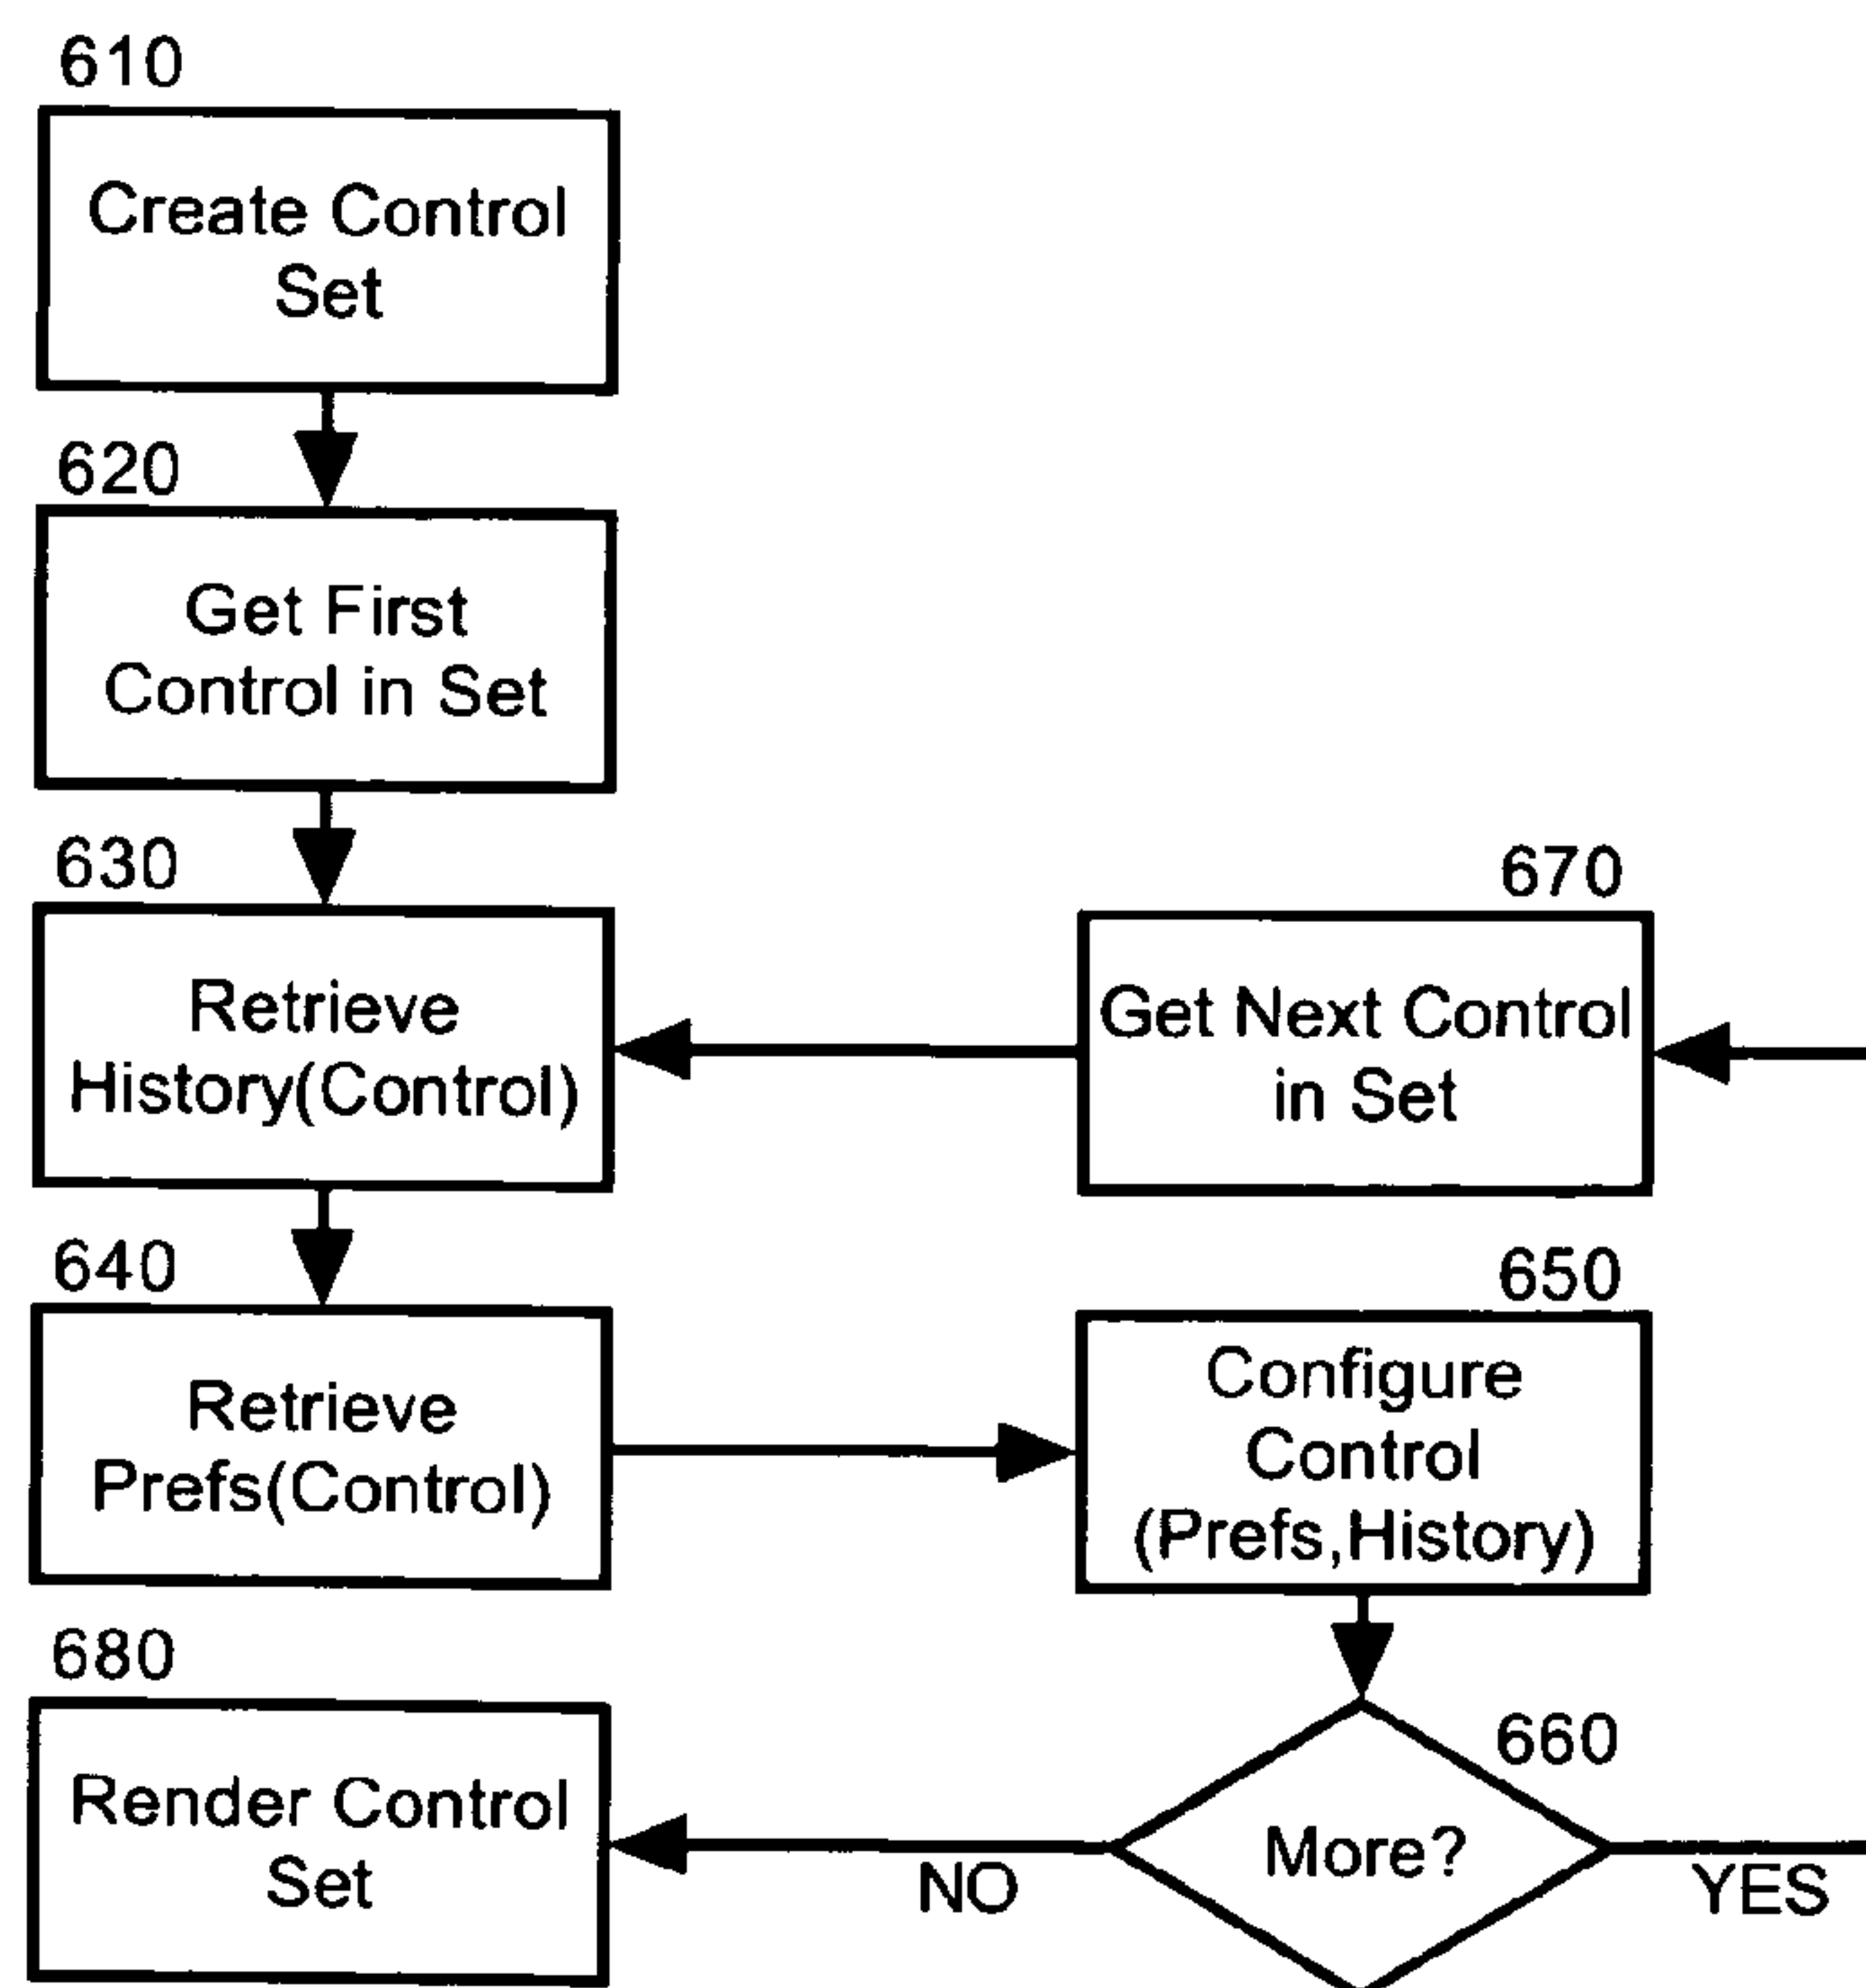 610
Create Control
Set
620
Get First
Control in Set
630
Retrieve
History(Control)
670
Get Next Control
in Set
640
Retrieve
Prefs(Control)
650
Configure
Control
(Prefs,History)
680
Render Control
Set
660
More?
NO
YES